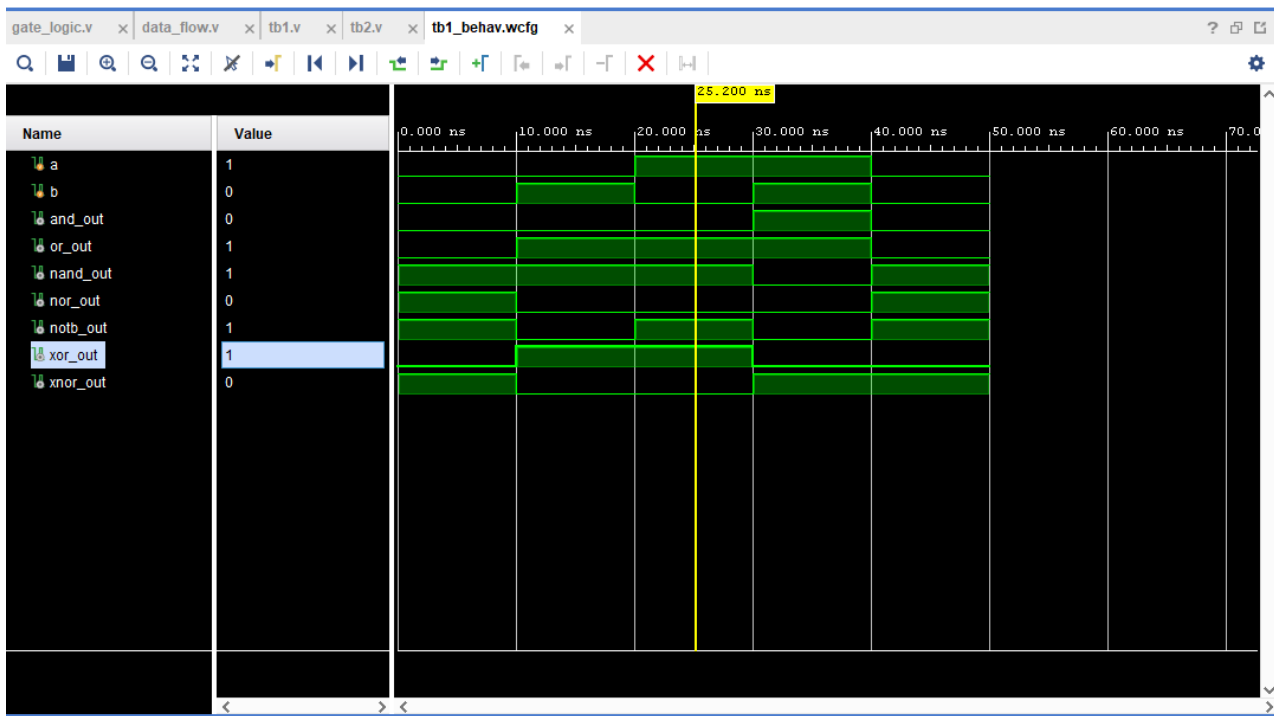 gate_logic.v × data_flow.v × tb1.v × tb2.v × tb1_behav.wcfg × ?
25.200 ns
Name Value 0.000 ns 10.000 ns 20.000 ns 30.000 ns 40.000 ns 50.000 ns 60.000 ns 70.0
a 1
b 0
and_out 0
or_out 1
nand_out 1
nor_out 0
notb_out 1
xor_out 1
xnor_out 0